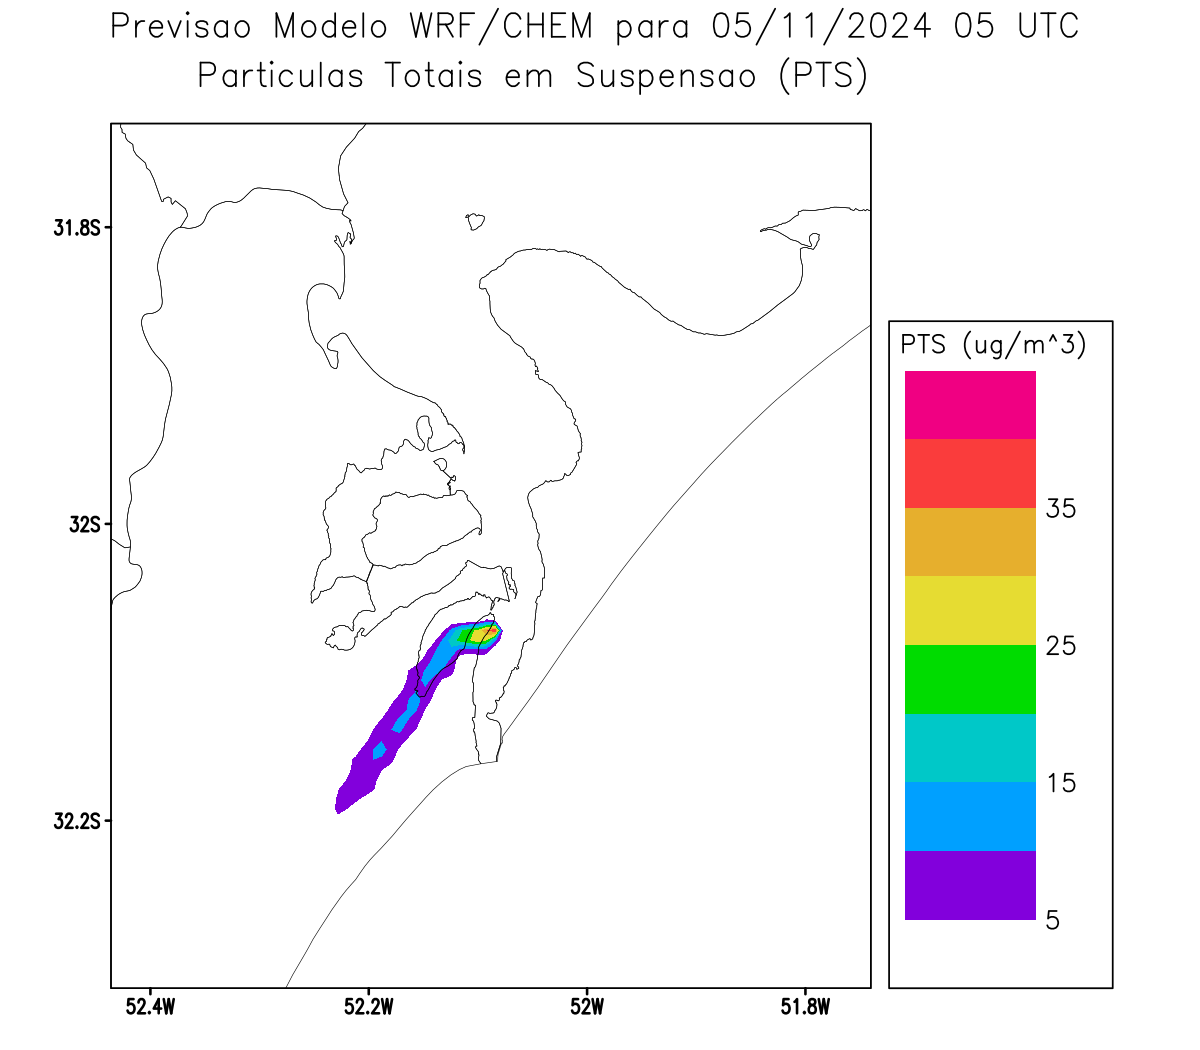 Previsao Modelo WRF/CHEM para 05/11/2024 05 UTC
Particulas Totais em Suspensao (PTS)
31.8S
32S
32.2S
52.4W
52.2W
52W
51.8W
PTS (ug/m^3)
35
25
15
5